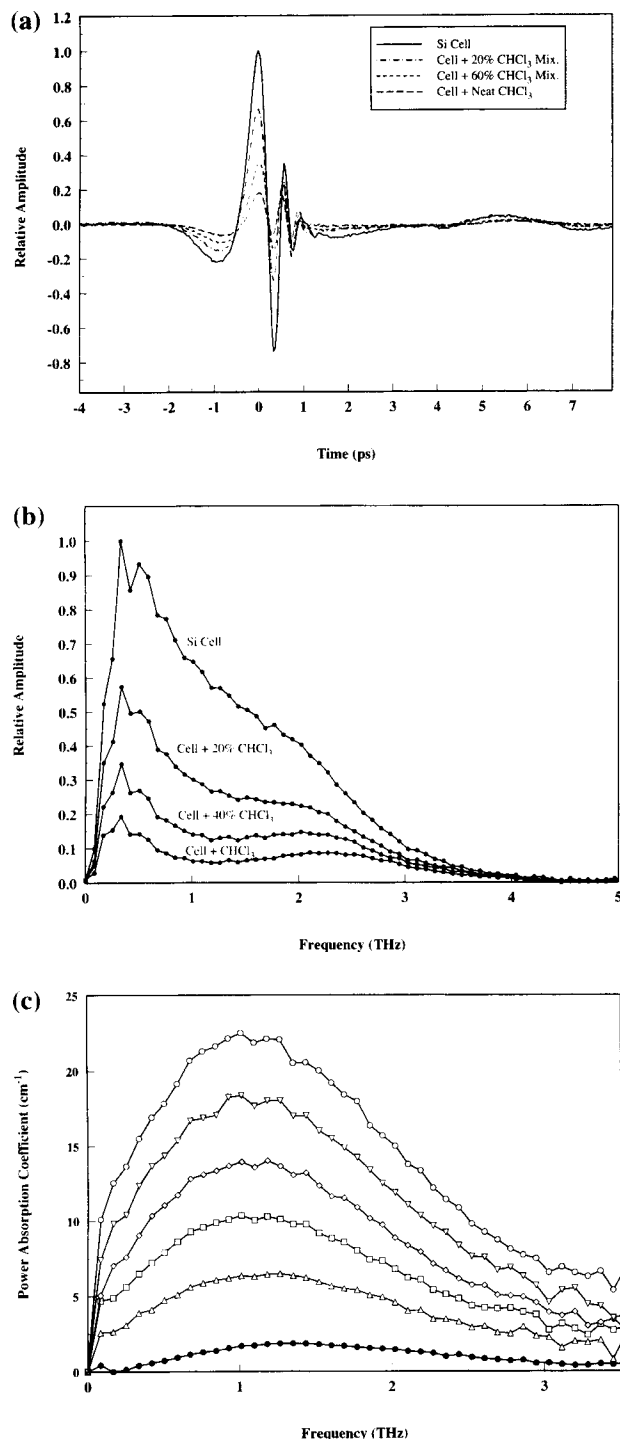 (a)
1.2
1.0
0.8
0.6
0.4
0.2
0.0
-0.2
-0.4
-0.6
-0.8
Relative Amplitude
Si Cell
Cell + 20% CHCl3 Mix.
Cell + 60% CHCl3 Mix.
Cell + Neat CHCl3
-4 -3 -2 -1 0 1 2 3 4 5 6 7
Time (ps)
(b)
1.0
0.9
0.8
0.7
0.6
0.5
0.4
0.3
0.2
0.1
0.0
Relative Amplitude
Si Cell
Cell + 20% CHCl3
Cell + 40% CHCl3
Cell + CHCl3
0 1 2 3 4 5
Frequency (THz)
(c)
25
20
15
10
5
0
Power Absorption Coefficient (cm-1)
0 1 2 3
Frequency (THz)